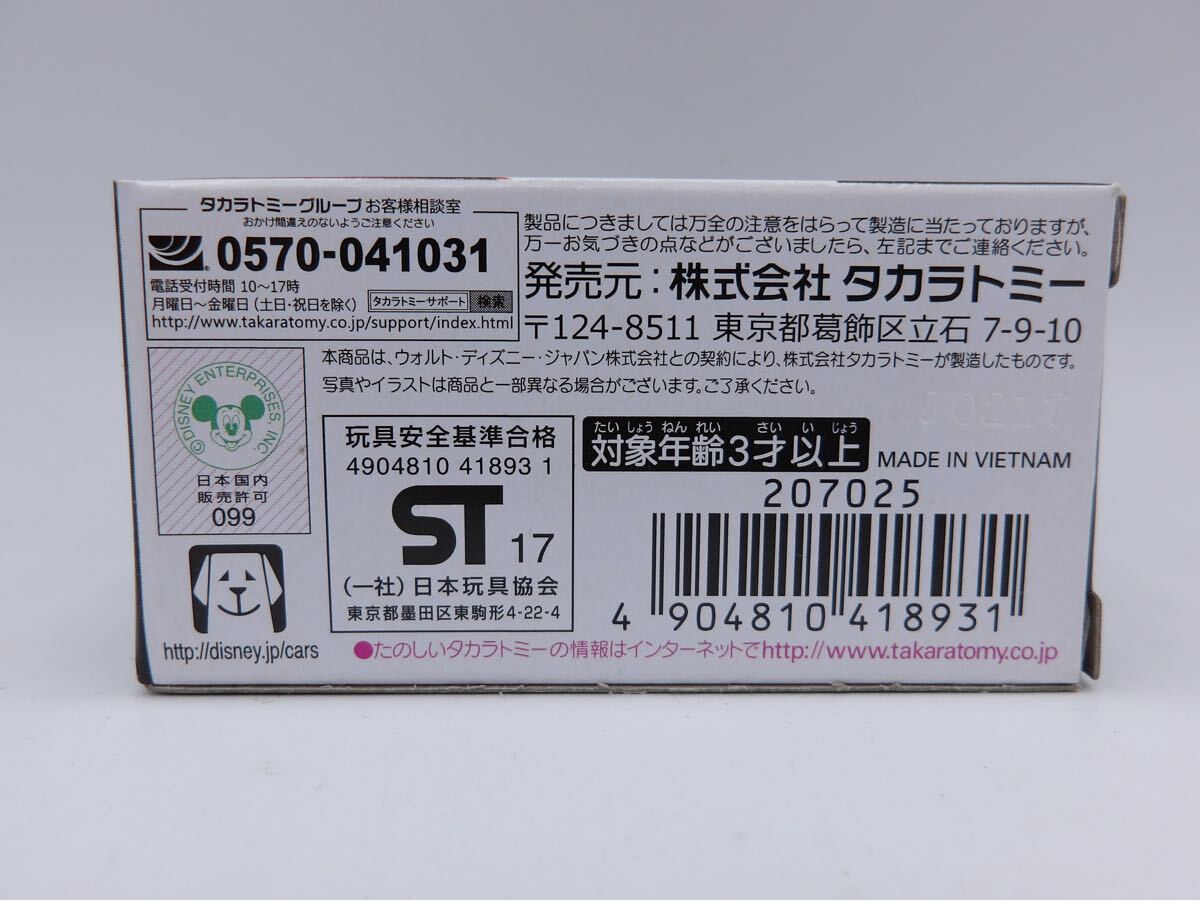 タカラトミーグループ お客様相談室
おかけ間違えのないようご注意ください
0570-041031
電話受付時間 10～17時
月曜日～金曜日（土日・祝日を除く） タカラトミーサポート 検索
http://www.takaratomy.co.jp/support/index.html
製品につきましては万全の注意をはらって製造に当たっておりますが、
万一お気づきの点などがございましたら、左記までご連絡ください。
発売元：株式会社 タカラトミー
〒124-8511 東京都葛飾区立石 7-9-10
本商品は、ウォルト・ディズニー・ジャパン株式会社との契約により、株式会社タカラトミーが製造したものです。
写真やイラストは商品と一部異なる場合がございます。ご了承ください。
©DISNEY ENTERPRISES, INC
日本国内
販売許可
099
http://disney.jp/cars
玩具安全基準合格
4904810 41893 1
ST 17
（一社）日本玩具協会
東京都墨田区東駒形4-22-4
たい しょう ねん れい さい い じょう
対象年齢3才以上
MADE IN VIETNAM
207025
4 904810 418931
●たのしいタカラトミーの情報はインターネットでhttp://www.takaratomy.co.jp